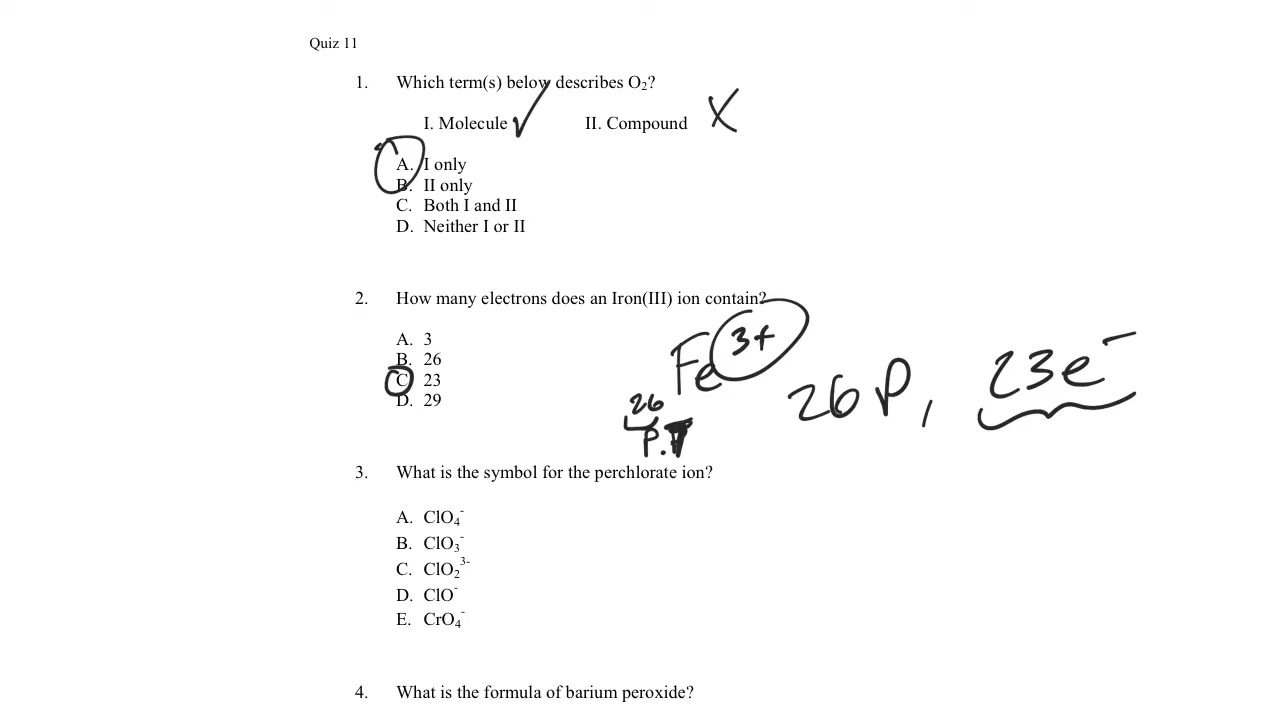 Quiz 11
1. Which term(s) below describes O₂?
I. Molecule ✓ II. Compound X
A. I only
B. II only
C. Both I and II
D. Neither I or II
2. How many electrons does an Iron(III) ion contain?
A. 3
B. 26
C. 23
D. 29
Fe³⁺
26
P.T
26 P, 23e⁻
3. What is the symbol for the perchlorate ion?
A. ClO₄⁻
B. ClO₃⁻
C. ClO₂³⁻
D. ClO⁻
E. CrO₄⁻
4. What is the formula of barium peroxide?